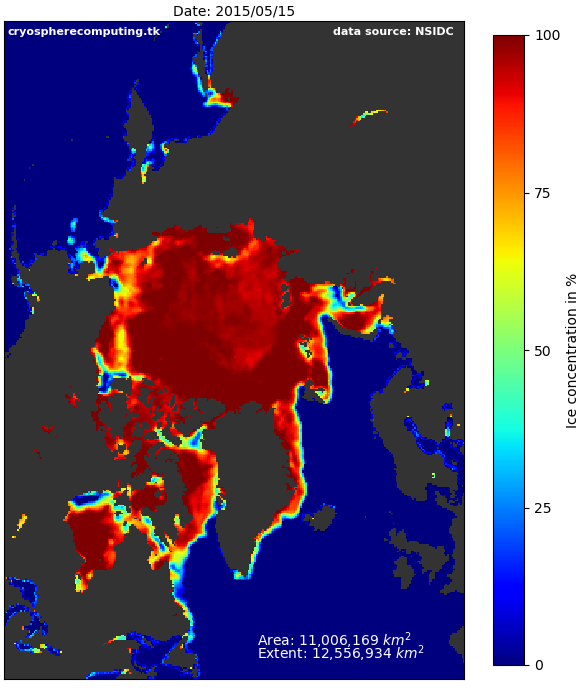 Date: 2015/05/15
cryospherecomputing.tk
data source: NSIDC
100
75
50
25
0
Ice concentration in %
Area: 11,006,169 km²
Extent: 12,556,934 km²